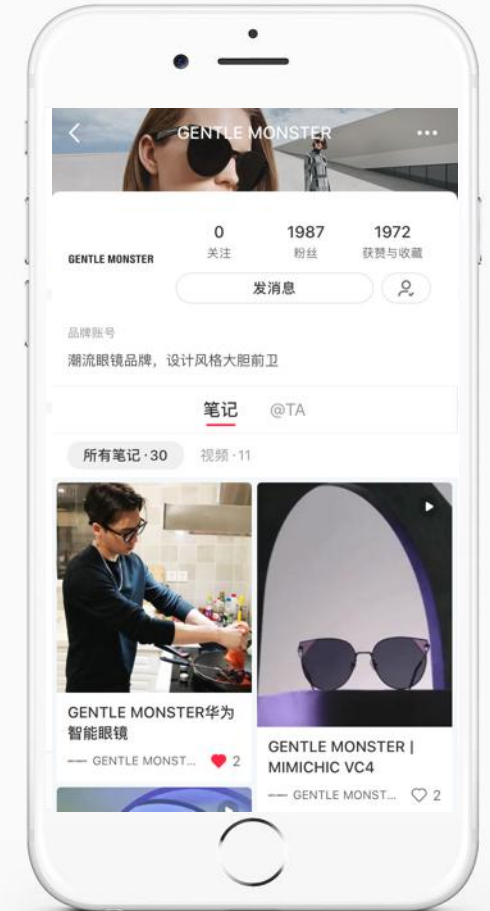 GENTLE MONSTER
GENTLE MONSTER
0
1987
1972
关注
粉丝
获赞与收藏
发消息
品牌账号
潮流眼镜品牌，设计风格大胆前卫
笔记
@TA
所有笔记·30
视频·11
GENTLE MONSTER华为
智能眼镜
GENTLE MONST...
2
GENTLE MONSTER |
MIMICHIC VC4
GENTLE MONST...
2